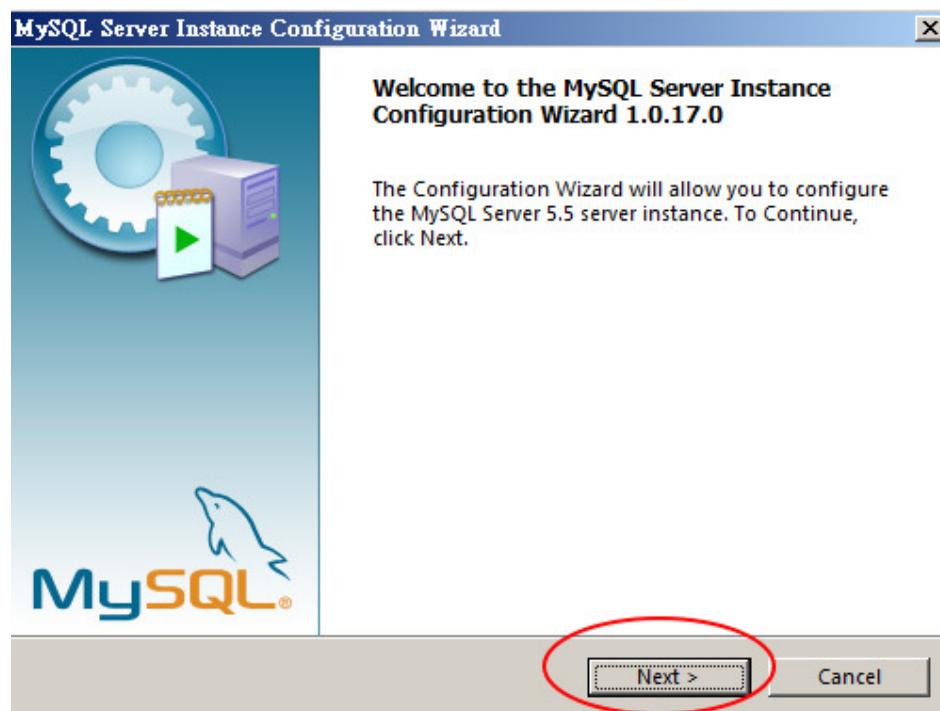 MySQL Server Instance Configuration Wizard
Welcome to the MySQL Server Instance
Configuration Wizard 1.0.17.0
The Configuration Wizard will allow you to configure
the MySQL Server 5.5 server instance. To Continue,
click Next.
MySQL®
Next >
Cancel